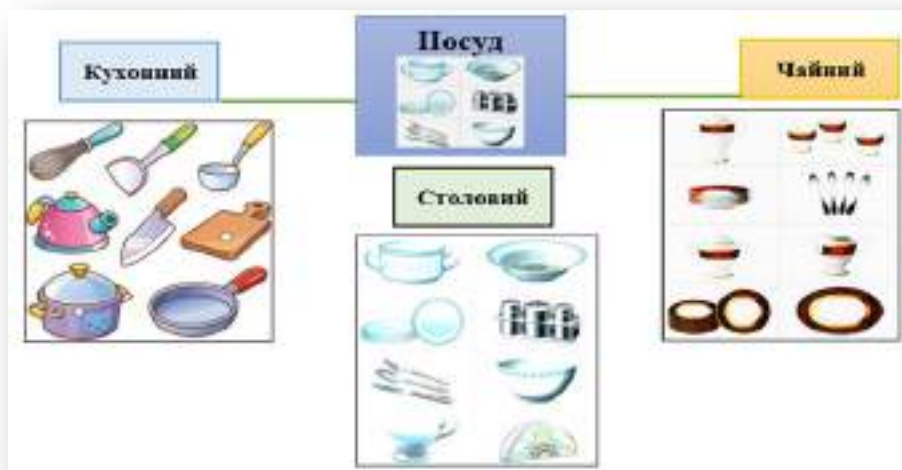 Посуд
Кухонний
Чайний
Столовий